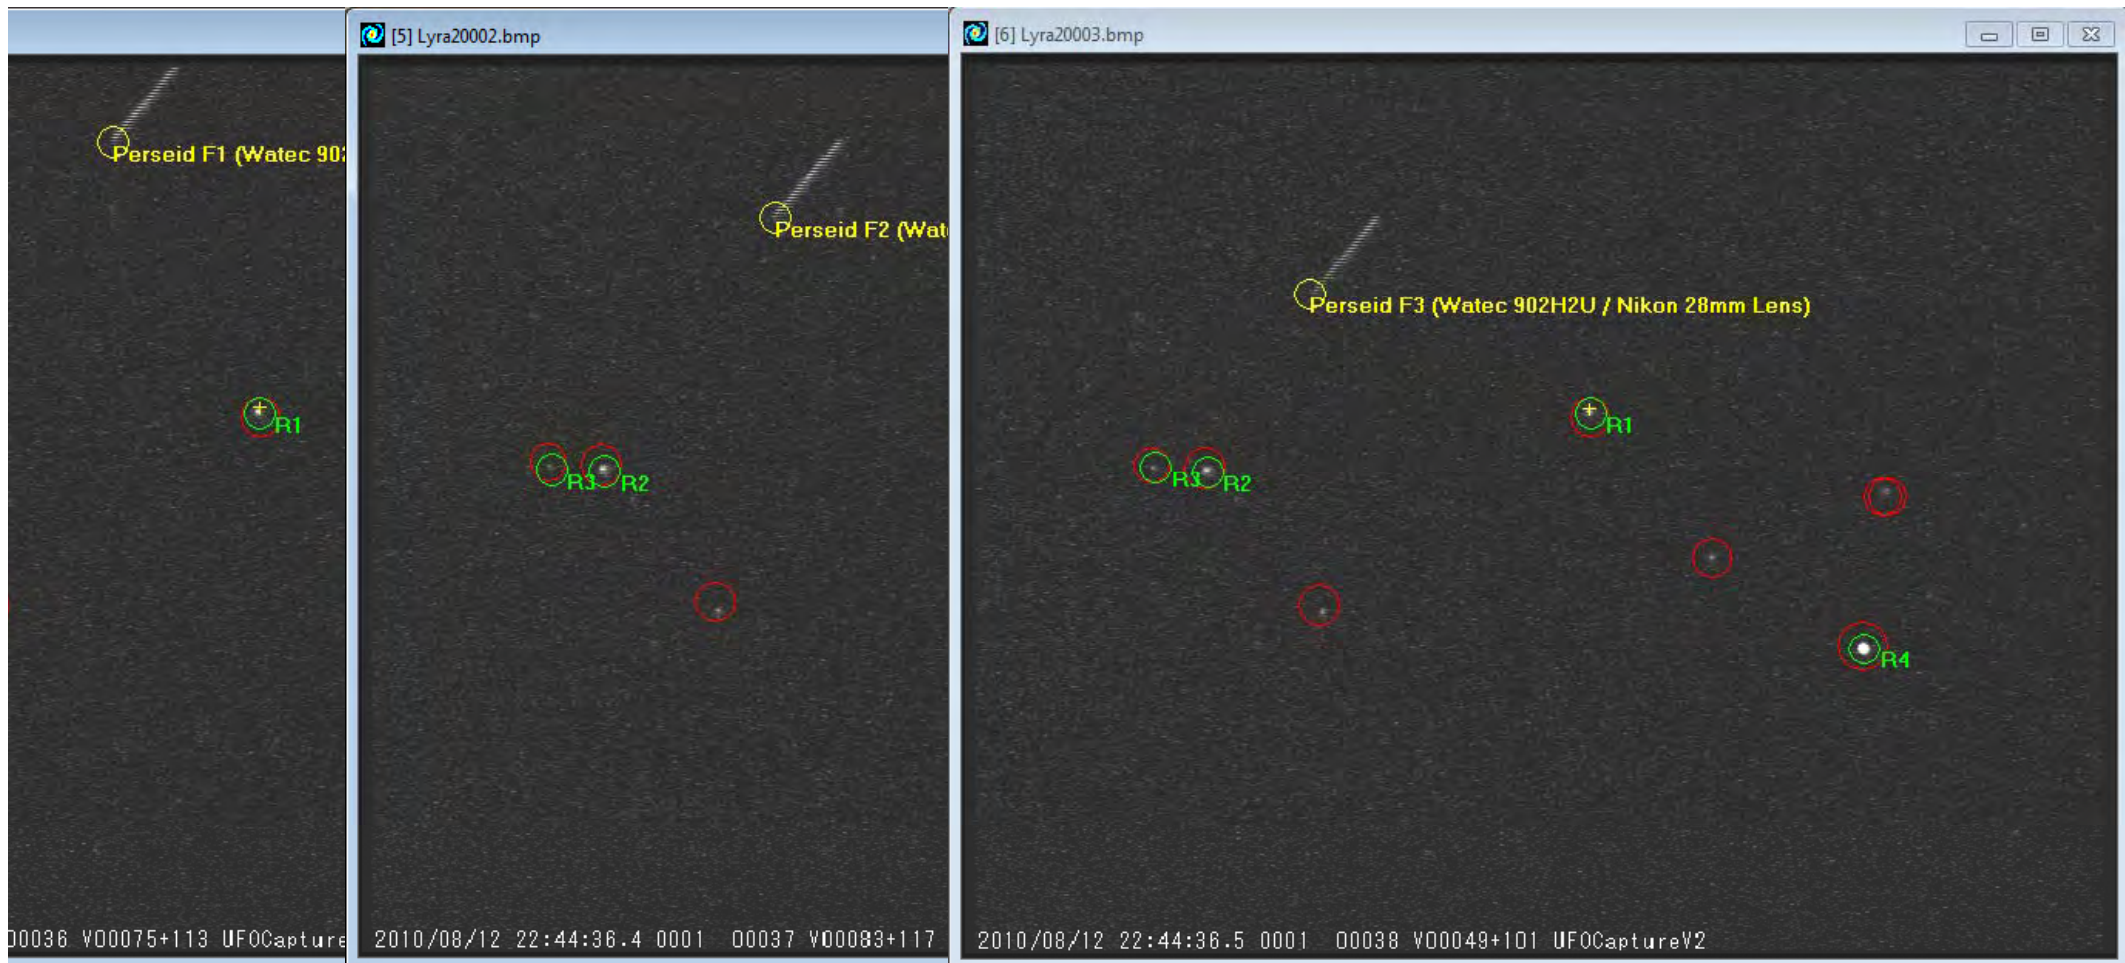 [5] Lyra20002.bmp
[6] Lyra20003.bmp
Perseid F1 (Watec 902
Perseid F2 (Wat
Perseid F3 (Watec 902H2U / Nikon 28mm Lens)
R1
R3 R2
R1
R3 R2
R4
00036 V00075+113 UFOCapture
2010/08/12 22:44:36.4 0001 00037 V00083+117
2010/08/12 22:44:36.5 0001 00038 V00049+101 UFOCaptureV2